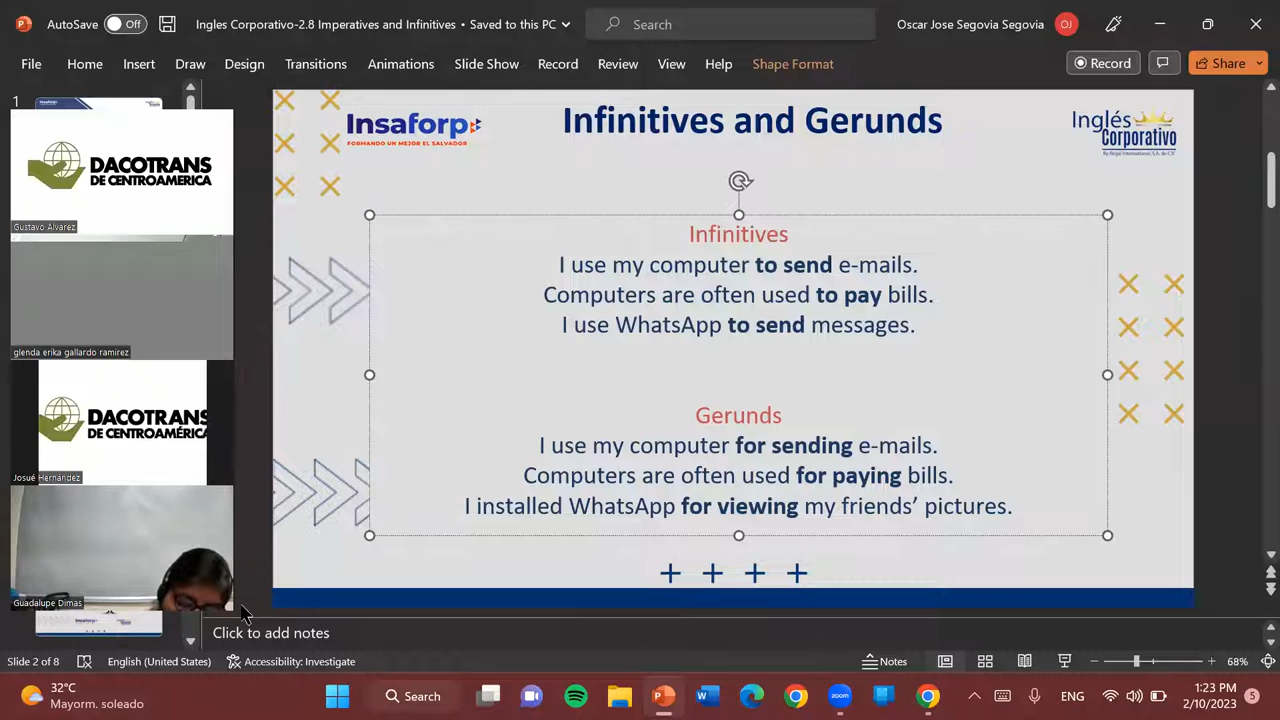 AutoSave
Off
Ingles Corporativo-2.8 Imperatives and Infinitives • Saved to this PC
Search
Oscar Jose Segovia Segovia
OJ
File
Home
Insert
Draw
Design
Transitions
Animations
Slide Show
Record
Review
View
Help
Shape Format
Record
Share
1
DACOTRANS
DE CENTROAMERICA
Gustavo Alvarez
glenda erika gallardo ramirez
DACOTRANS
DE CENTROAMÉRICA
Josué Hernández
Guadalupe Dimas
Insaforp
FORMANDO UN MEJOR EL SALVADOR
Infinitives and Gerunds
Inglés
Corporativo
Infinitives
I use my computer to send e-mails.
Computers are often used to pay bills.
I use WhatsApp to send messages.
Gerunds
I use my computer for sending e-mails.
Computers are often used for paying bills.
I installed WhatsApp for viewing my friends’ pictures.
Click to add notes
Slide 2 of 8
English (United States)
Accessibility: Investigate
Notes
68%
32°C
Mayorm. soleado
Search
ENG
1:23 PM
2/10/2023
5